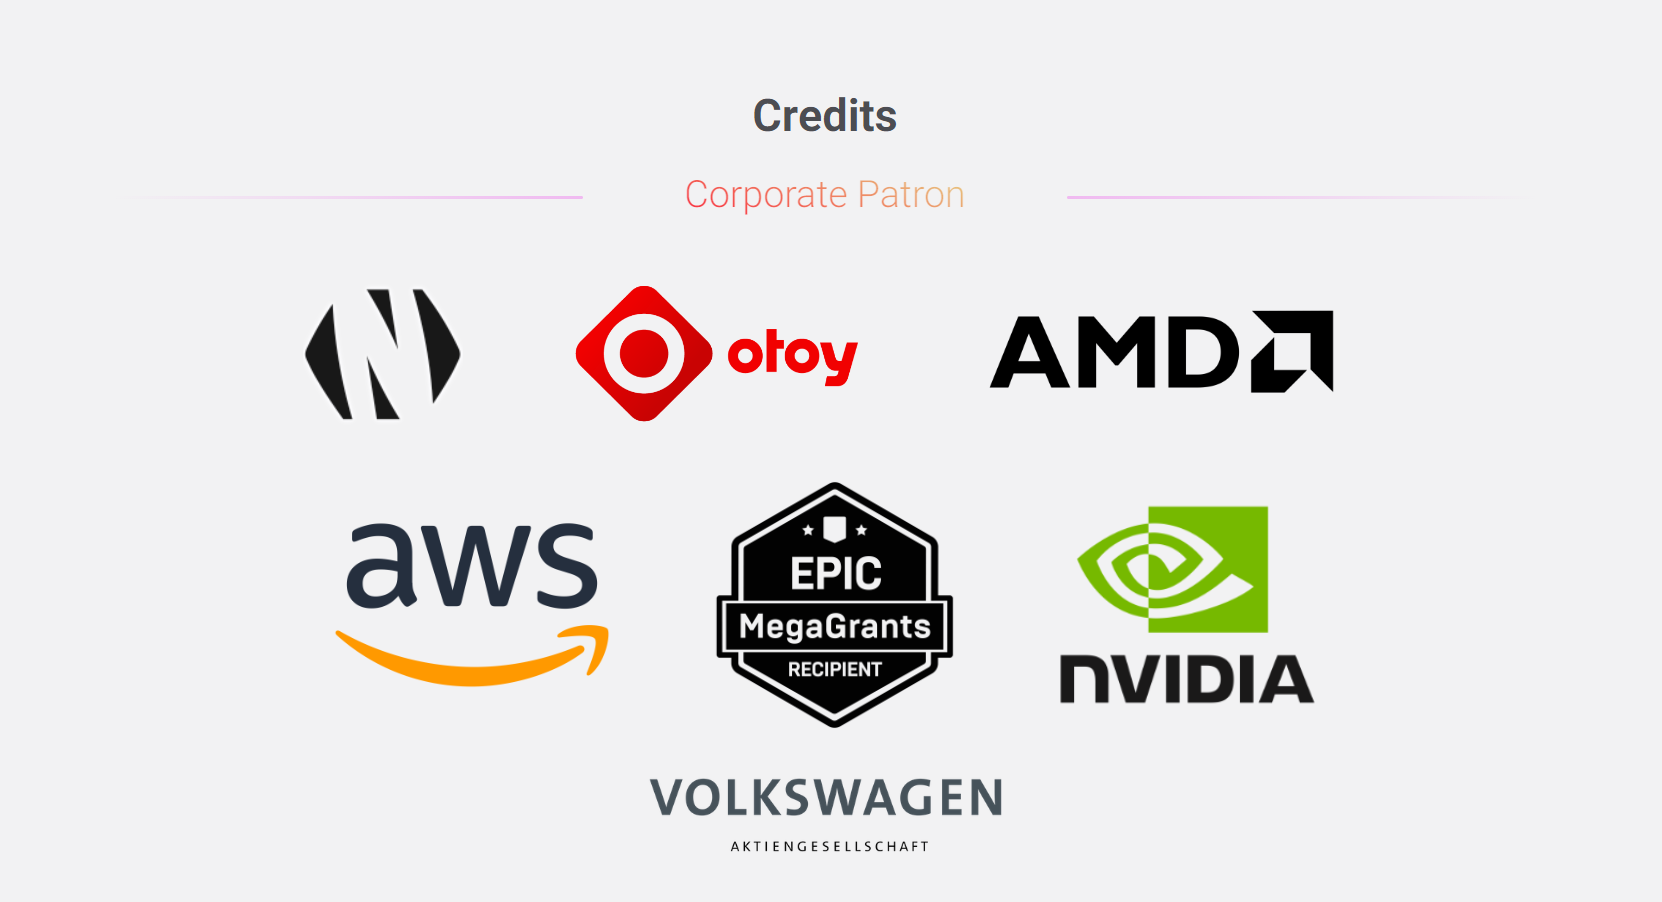 Credits
Corporate Patron
N
otoy
AMD
aws
EPIC
MegaGrants
RECIPIENT
NVIDIA
VOLKSWAGEN
AKTIENGESELLSCHAFT